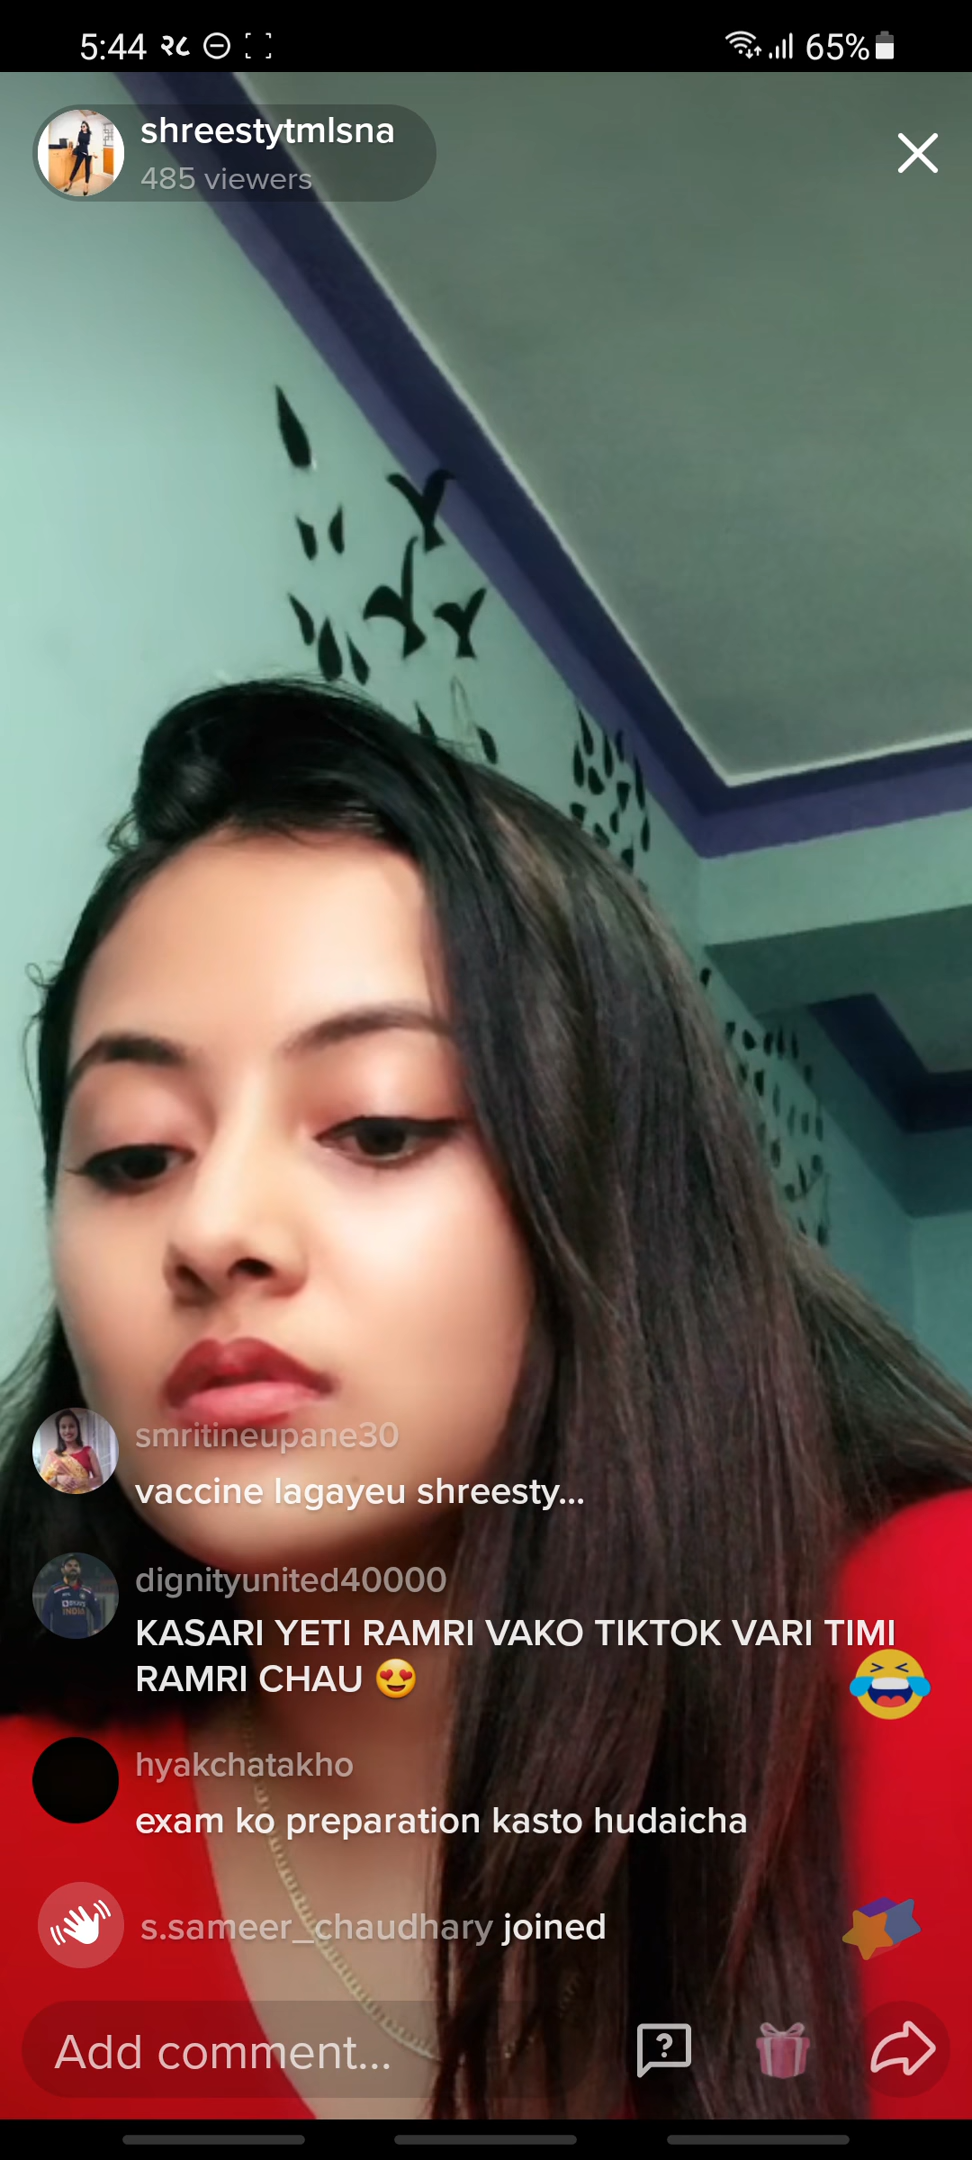 5:44 २८ 65%
shreestytmlsna
485 viewers
smritineupane30
vaccine lagayeu shreesty...
dignityunited40000
KASARI YETI RAMRI VAKO TIKTOK VARI TIMI
RAMRI CHAU 😍
hyakchatakho
exam ko preparation kasto hudaicha
s.sameer_chaudhary joined
Add comment...